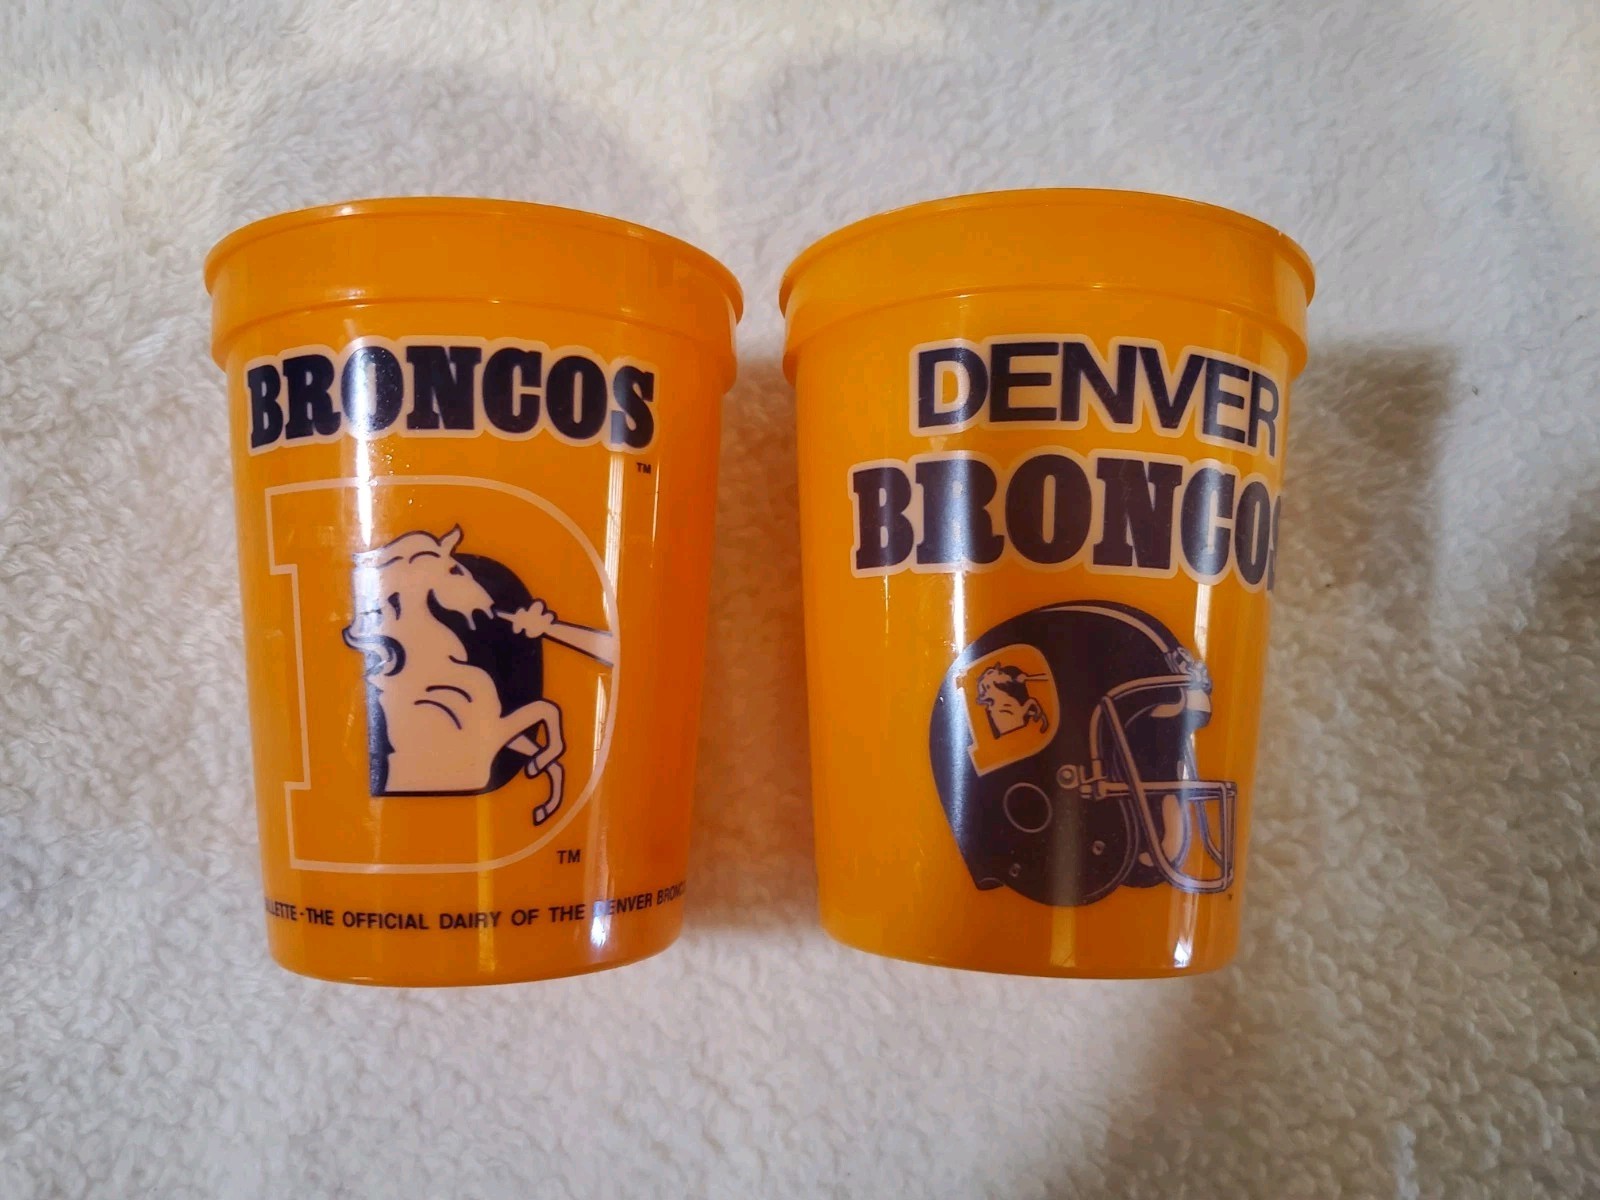 BRONCOS
TM
TM
-THE OFFICIAL DAIRY OF THE DENVER
DENVER
BRONCOS